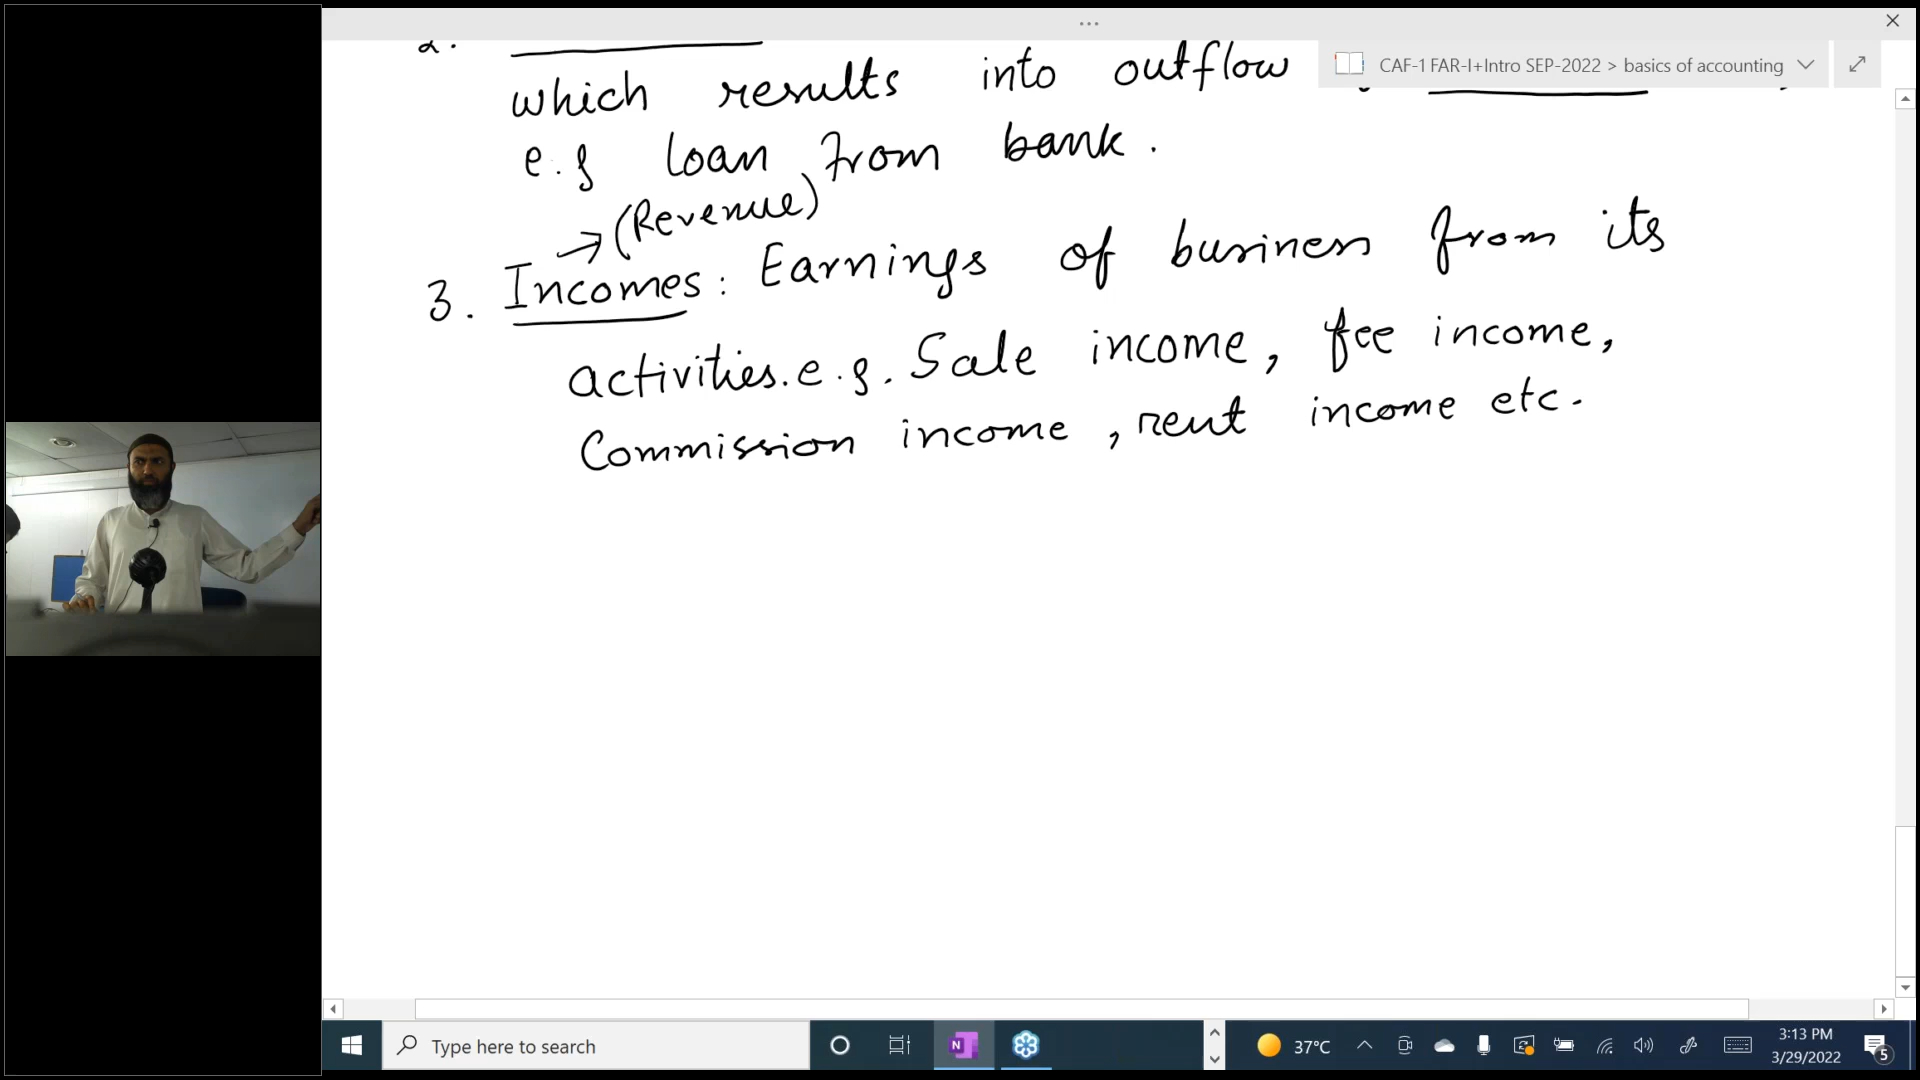 2.
which results into outflow
CAF-1 FAR-I+Intro SEP-2022 > basics of accounting
e.g loan from bank.
→ (Revenue)
3. Incomes: Earnings of business from its
activities. e.g. Sale income, fee income,
Commission income, rent income etc.
Type here to search
N
37°C
3:13 PM
3/29/2022
5